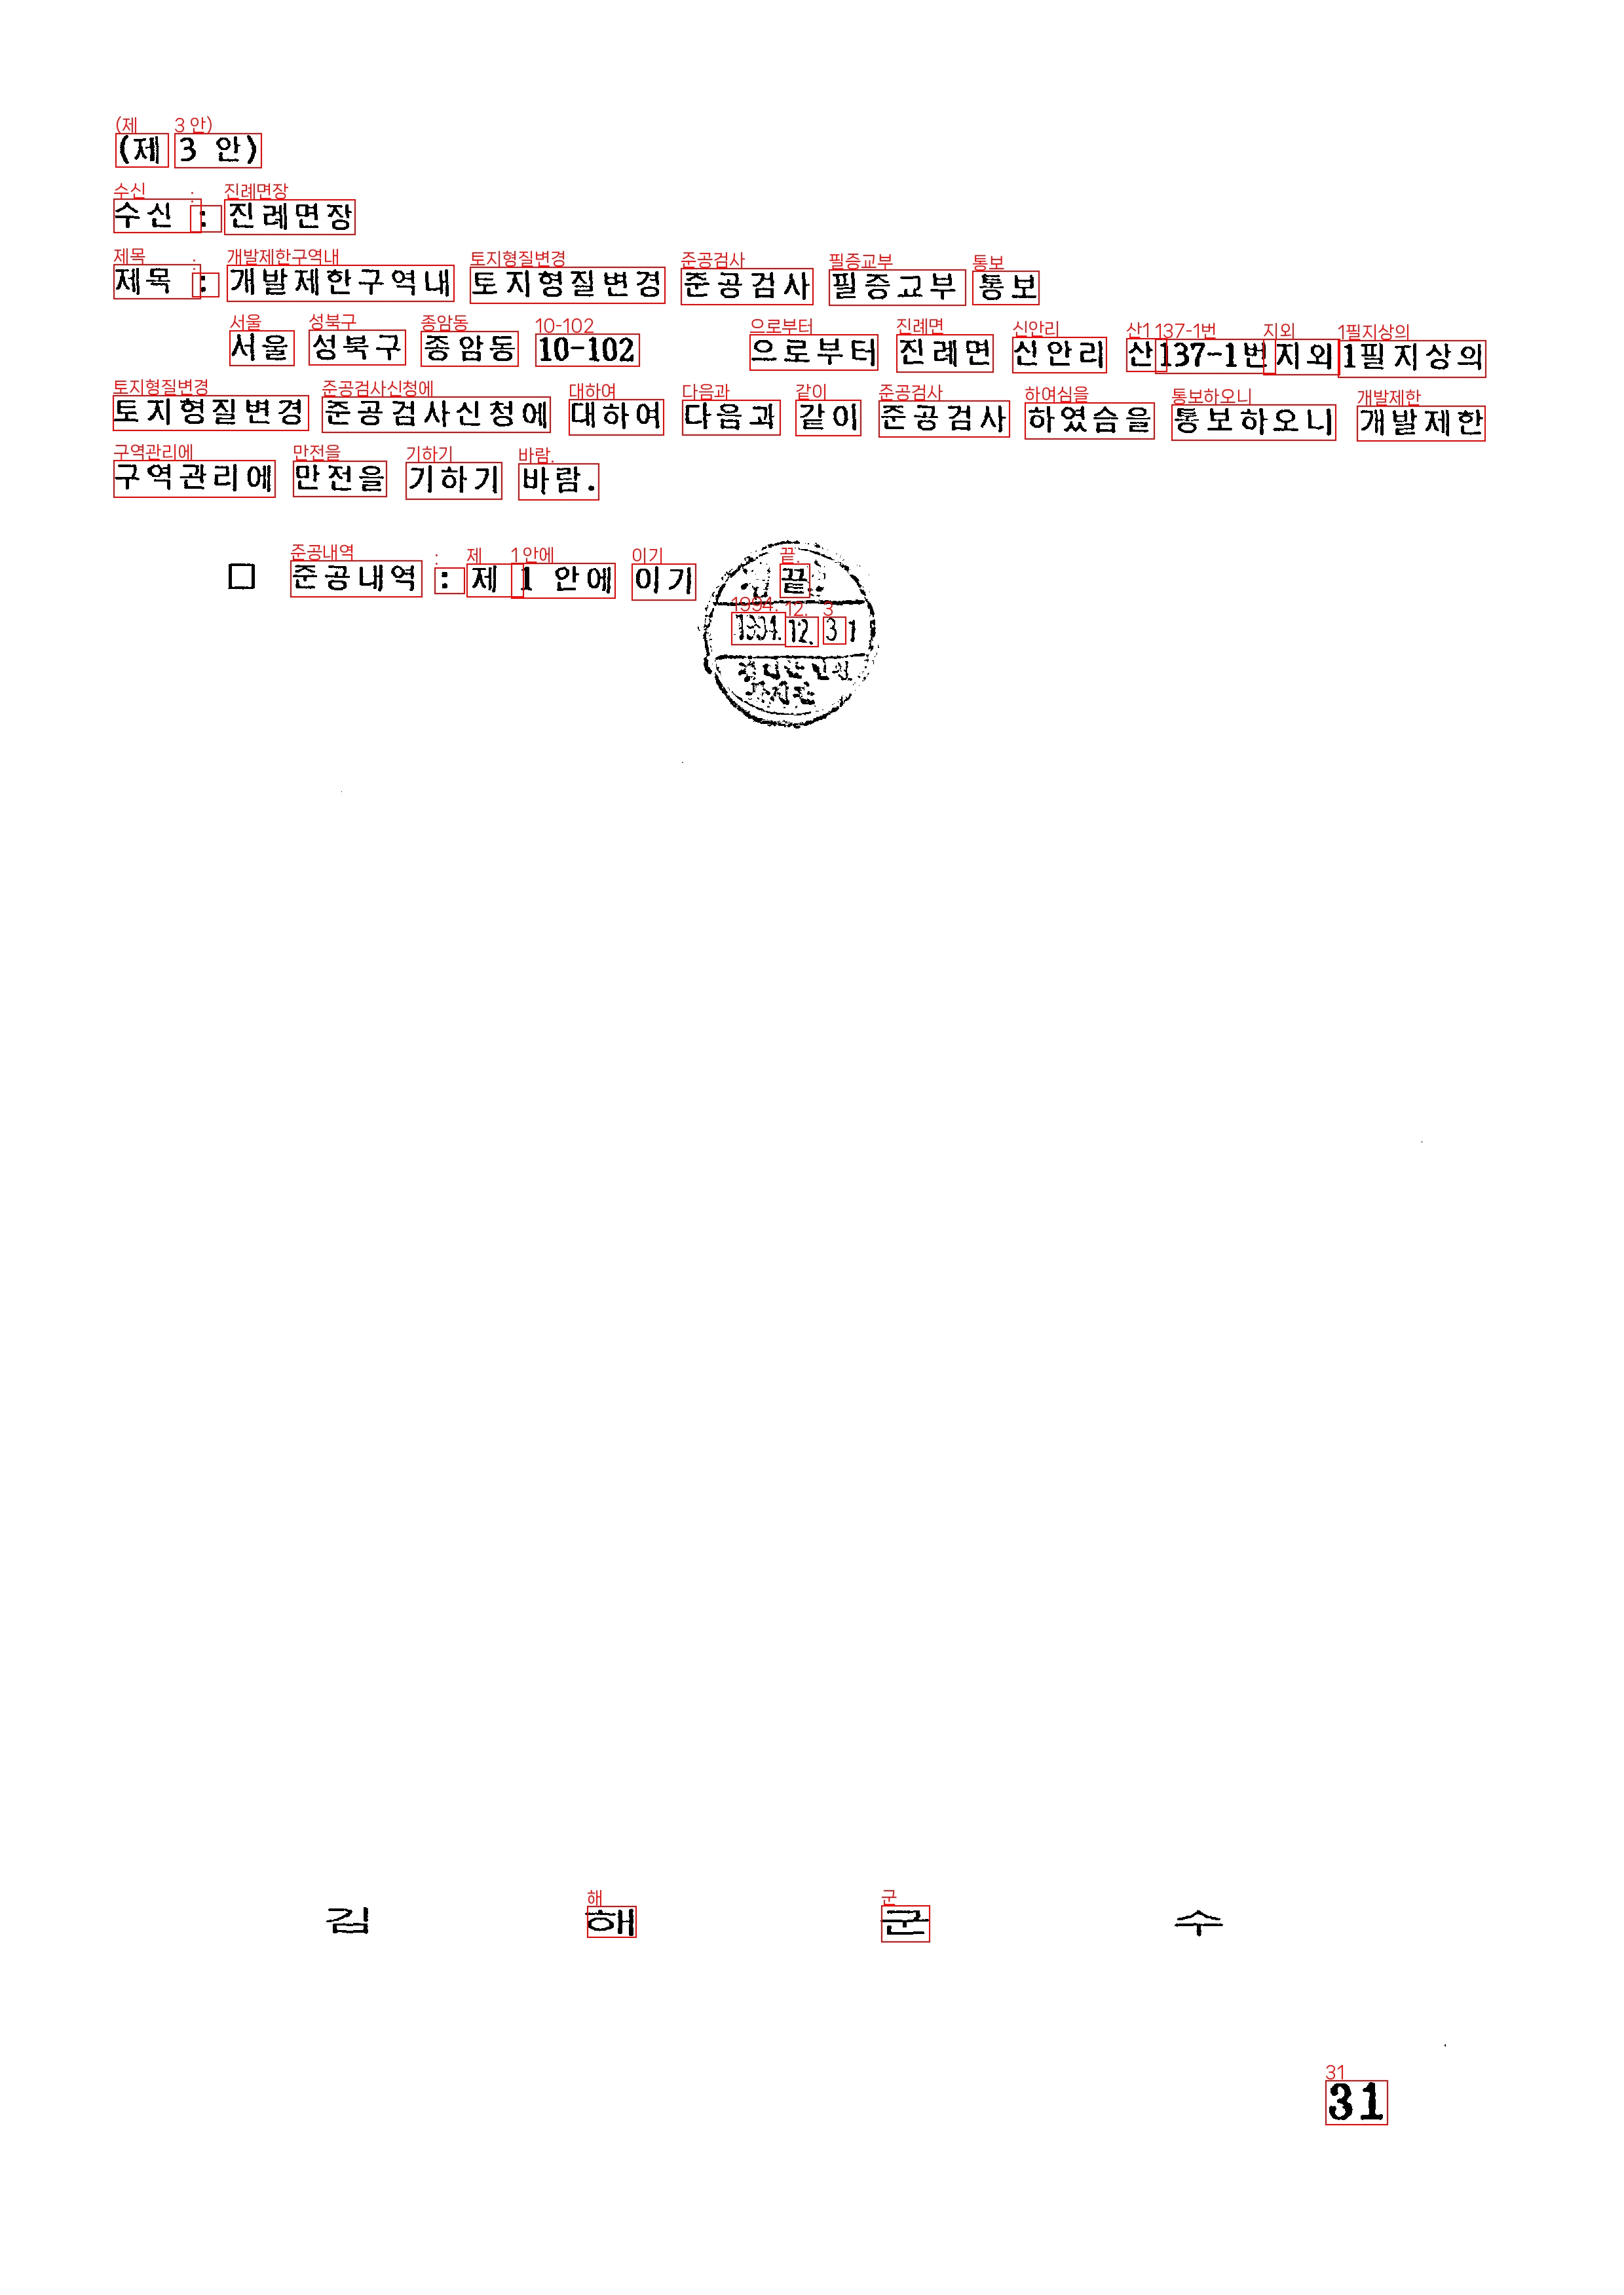 (제 3 안)
수신 : 진례면장
제목 : 개발제한구역내 토지형질변경 준공검사 필증교부 통보
서울 성북구 종암동 10-102 으로부터 진례면 신안리 산137-1번지외 1필지상의
토지형질변경 준공검사신청에 대하여 다음과 같이 준공검사 하였슴을 통보하오니 개발제한
구역관리에 만전을 기하기 바람.
□ 준공내역 : 제 1 안에 이기 끝.
1994. 12. 31
김 해 군 수
31